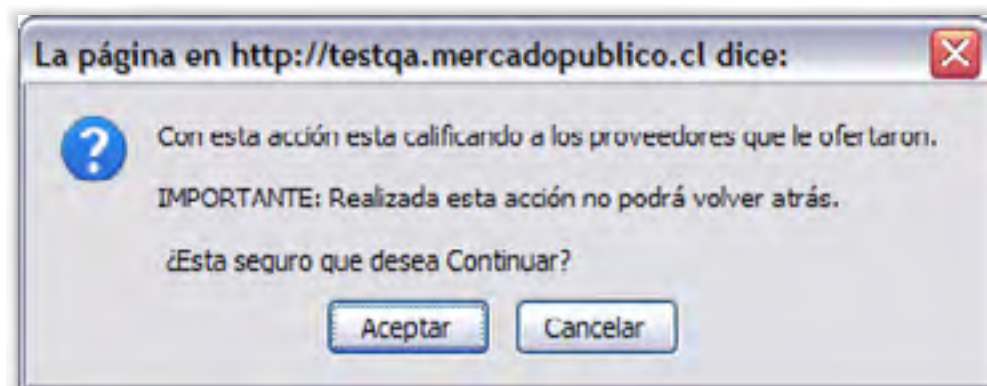 La página en http://testqa.mercadopublico.cl dice:
Con esta acción esta calificando a los proveedores que le ofertaron.
IMPORTANTE: Realizada esta acción no podrá volver atrás.
¿Esta seguro que desea Continuar?
Aceptar Cancelar